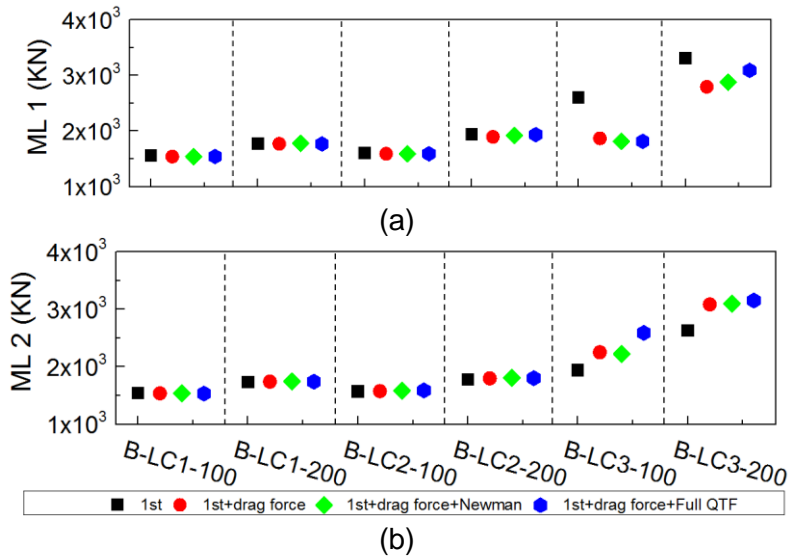 4x10³
3x10³
2x10³
1x10³
ML 1 (KN)
(a)
4x10³
3x10³
2x10³
1x10³
ML 2 (KN)
B-LC1-100 B-LC1-200 B-LC2-100 B-LC2-200 B-LC3-100 B-LC3-200
1st 1st+drag force 1st+drag force+Newman 1st+drag force+Full QTF
(b)